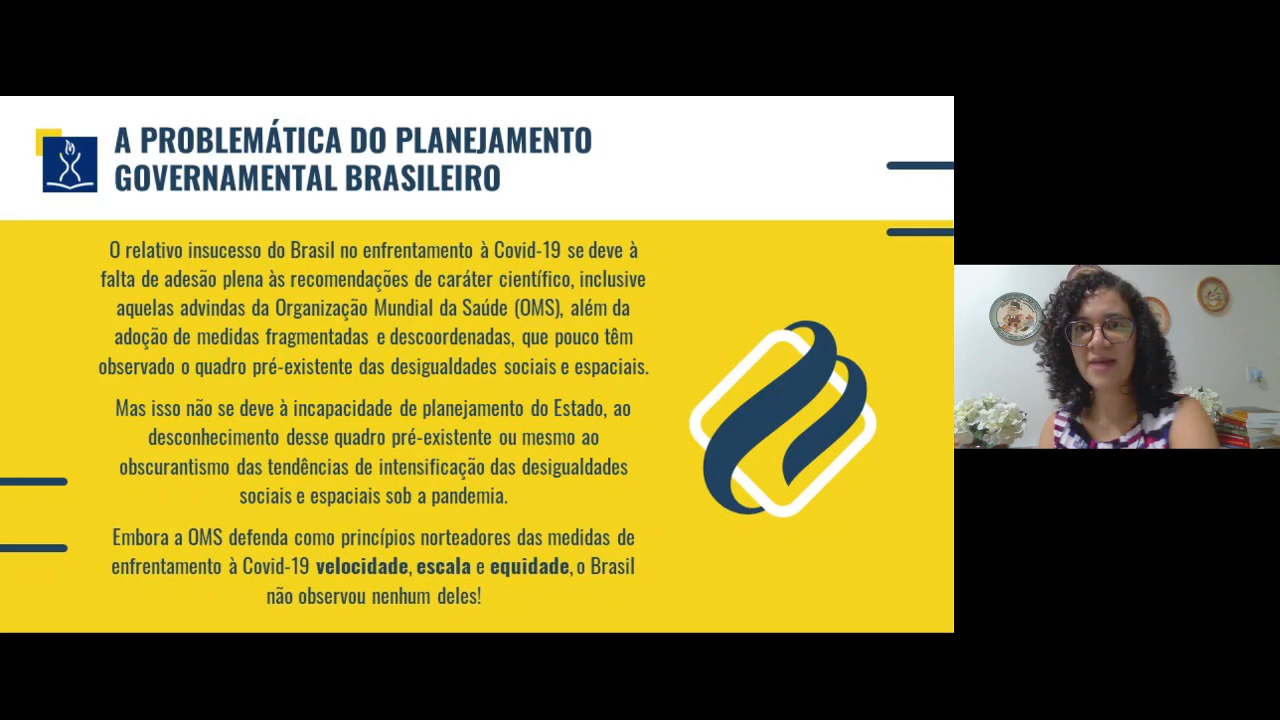 A PROBLEMÁTICA DO PLANEJAMENTO
GOVERNAMENTAL BRASILEIRO
O relativo insucesso do Brasil no enfrentamento à Covid-19 se deve à
falta de adesão plena às recomendações de caráter científico, inclusive
aquelas advindas da Organização Mundial da Saúde (OMS), além da
adoção de medidas fragmentadas e descoordenadas, que pouco têm
observado o quadro pré-existente das desigualdades sociais e espaciais.
Mas isso não se deve à incapacidade de planejamento do Estado, ao
desconhecimento desse quadro pré-existente ou mesmo ao
obscurantismo das tendências de intensificação das desigualdades
sociais e espaciais sob a pandemia.
Embora a OMS defenda como princípios norteadores das medidas de
enfrentamento à Covid-19 velocidade, escala e equidade, o Brasil
não observou nenhum deles!